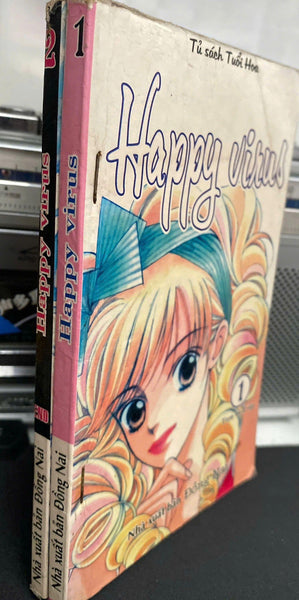 Tủ sách Tuổi Hoa
Happy virus
1
Nhà xuất bản Đồng Nai
1
Happy virus
Nhà xuất bản Đồng Nai
2
Happy virus
END
Nhà xuất bản Đồng Nai